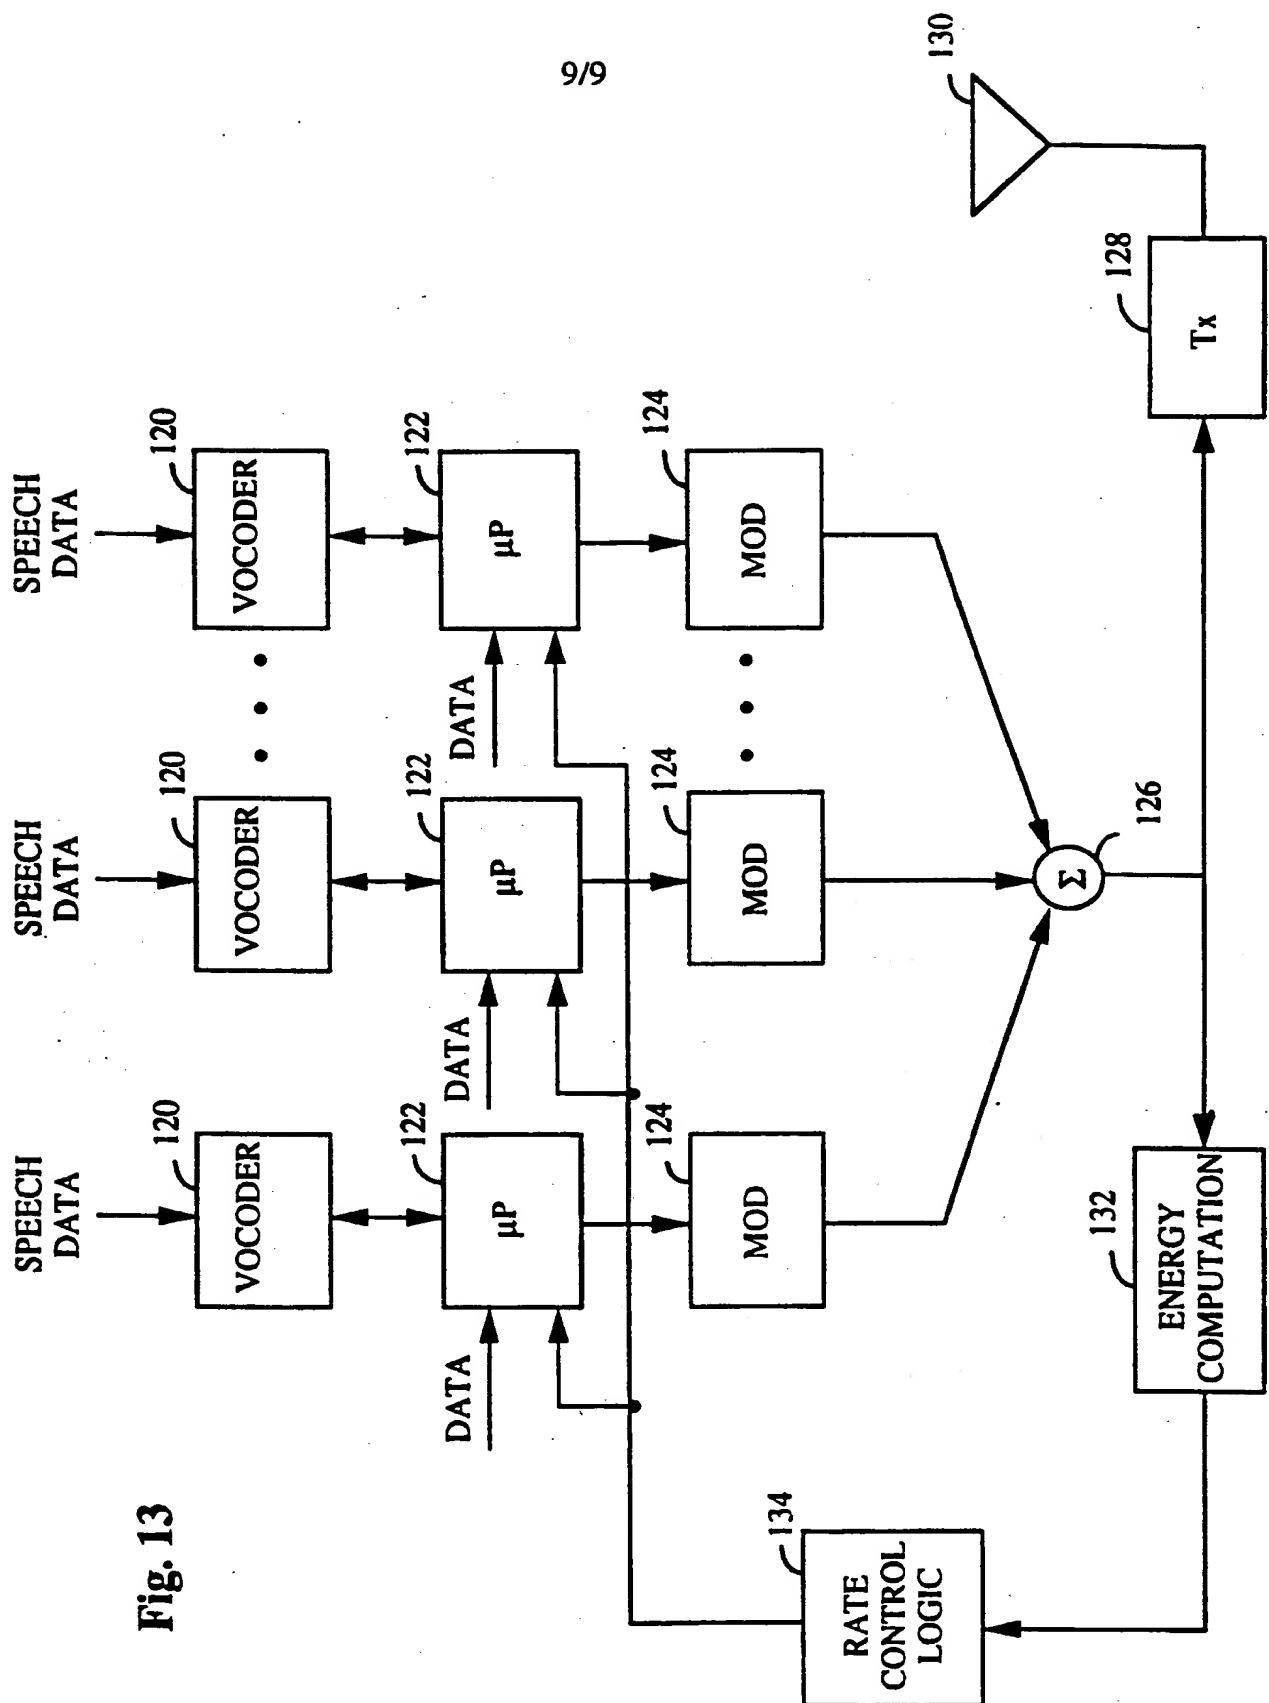 9/9
Fig. 13
SPEECH
DATA
SPEECH
DATA
SPEECH
DATA
120
VOCODER
120
VOCODER
120
VOCODER
122
μP
122
μP
122
μP
DATA
DATA
DATA
124
MOD
124
MOD
124
MOD
Σ
126
134
RATE
CONTROL
LOGIC
132
ENERGY
COMPUTATION
128
Tx
130